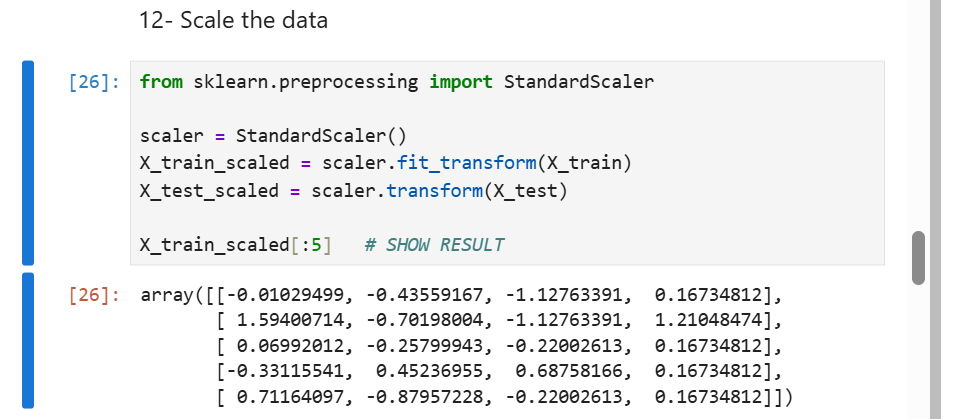 12- Scale the data
[26]: from sklearn.preprocessing import StandardScaler
scaler = StandardScaler()
X_train_scaled = scaler.fit_transform(X_train)
X_test_scaled = scaler.transform(X_test)
X_train_scaled[:5]   # SHOW RESULT
[26]: array([[-0.01029499, -0.43559167, -1.12763391,  0.16734812],
[ 1.59400714, -0.70198004, -1.12763391,  1.21048474],
[ 0.06992012, -0.25799943, -0.22002613,  0.16734812],
[-0.33115541,  0.45236955,  0.68758166,  0.16734812],
[ 0.71164097, -0.87957228, -0.22002613,  0.16734812]])